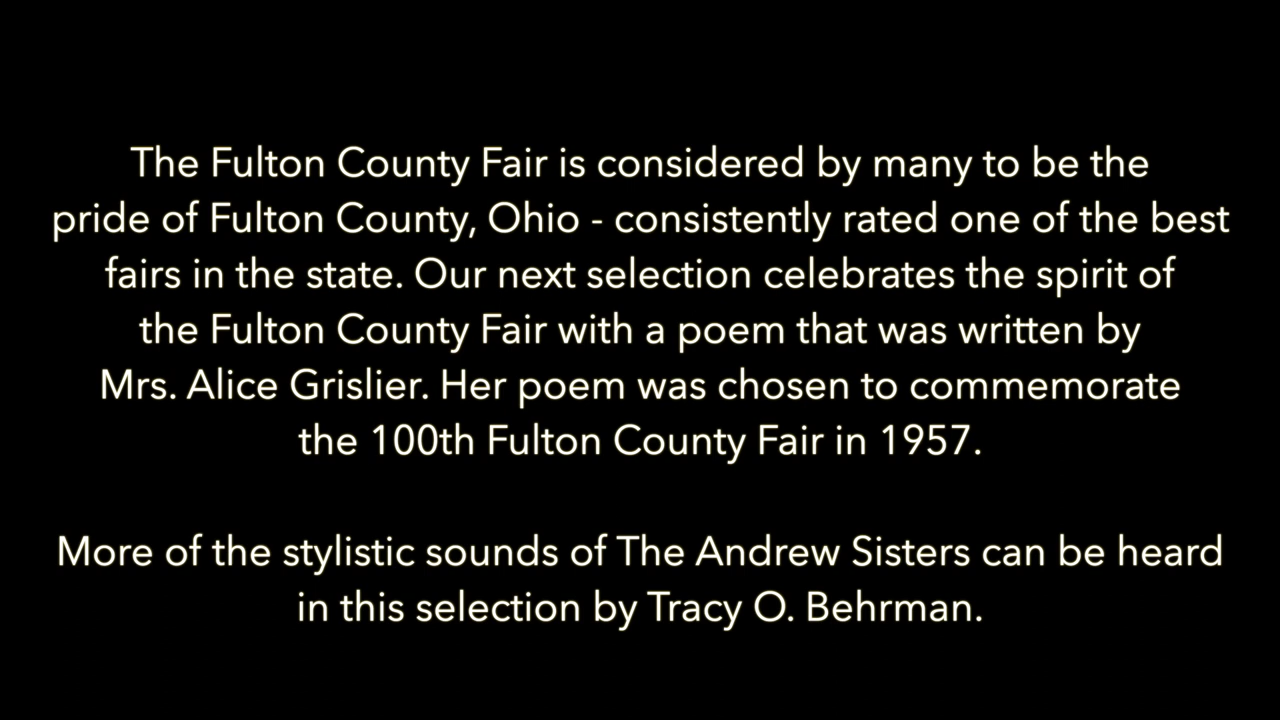 The Fulton County Fair is considered by many to be the
pride of Fulton County, Ohio - consistently rated one of the best
fairs in the state. Our next selection celebrates the spirit of
the Fulton County Fair with a poem that was written by
Mrs. Alice Grislier. Her poem was chosen to commemorate
the 100th Fulton County Fair in 1957.
More of the stylistic sounds of The Andrew Sisters can be heard
in this selection by Tracy O. Behrman.